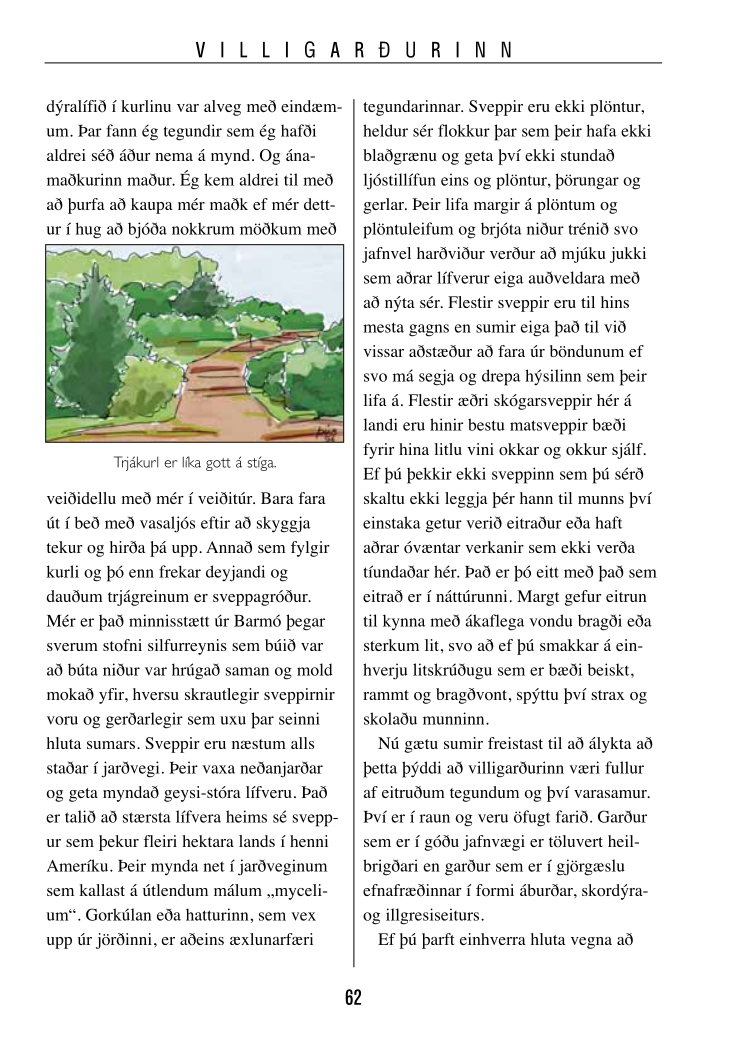 VILLIGARÐURINN
dýralífið í kurlinu var alveg með eindæm-
um. Þar fann ég tegundir sem ég hafði
aldrei séð áður nema á mynd. Og ána-
maðkurinn maður. Ég kem aldrei til með
að þurfa að kaupa mér maðk ef mér dett-
ur í hug að bjóða nokkrum möðkum með
Trjákurl er líka gott á stíga.
veiðidellu með mér í veiðitúr. Bara fara
út í beð með vasaljós eftir að skyggja
tekur og hirða þá upp. Annað sem fylgir
kurli og þó enn frekar deyjandi og
dauðum trjágreinum er sveppagróður.
Mér er það minnisstætt úr Barmó þegar
sverum stofni silfurreynis sem búið var
að búta niður var hrúgað saman og mold
mokað yfir, hversu skrautlegir sveppirnir
voru og gerðarlegir sem uxu þar seinni
hluta sumars. Sveppir eru næstum alls
staðar í jarðvegi. Þeir vaxa neðanjarðar
og geta myndað geysi-stóra lífveru. Það
er talið að stærsta lífvera heims sé svepp-
ur sem þekur fleiri hektara lands í henni
Ameríku. Þeir mynda net í jarðveginum
sem kallast á útlendum málum „myceli-
um“. Gorkúlan eða hatturinn, sem vex
upp úr jörðinni, er aðeins æxlunarfæri
tegundarinnar. Sveppir eru ekki plöntur,
heldur sér flokkur þar sem þeir hafa ekki
blaðgrænu og geta því ekki stundað
ljóstillífun eins og plöntur, þörungar og
gerlar. Þeir lifa margir á plöntum og
plöntuleifum og brjóta niður trénið svo
jafnvel harðviður verður að mjúku jukki
sem aðrar lífverur eiga auðveldara með
að nýta sér. Flestir sveppir eru til hins
mesta gagns en sumir eiga það til við
vissar aðstæður að fara úr böndunum ef
svo má segja og drepa hýsilinn sem þeir
lifa á. Flestir æðri skógarsveppir hér á
landi eru hinir bestu matsveppir bæði
fyrir hina litlu vini okkar og okkur sjálf.
Ef þú þekkir ekki sveppinn sem þú sérð
skaltu ekki leggja þér hann til munns því
einstaka getur verið eitraður eða haft
aðrar óvæntar verkanir sem ekki verða
tíundaðar hér. Það er þó eitt með það sem
eitrað er í náttúrunni. Margt gefur eitrun
til kynna með ákaflega vondu bragði eða
sterkum lit, svo að ef þú smakkar á ein-
hverju litskrúðugu sem er bæði beiskt,
rammt og bragðvont, spýttu því strax og
skolaðu munninn.
Nú gætu sumir freistast til að álykta að
þetta þýddi að villigarðurinn væri fullur
af eitruðum tegundum og því varasamur.
Því er í raun og veru öfugt farið. Garður
sem er í góðu jafnvægi er töluvert heil-
brigðari en garður sem er í gjörgæslu
efnafræðinnar í formi áburðar, skordýra-
og illgresiseiturs.
Ef þú þarft einhverra hluta vegna að
62